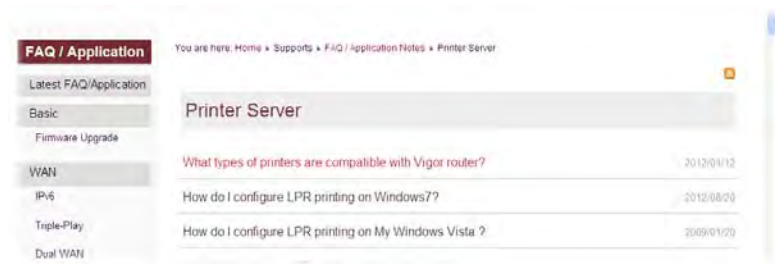 FAQ / Application
You are here: Home » Supports » FAQ / Application Notes » Printer Server
Latest FAQ/Application
Basic
Printer Server
Firmware Upgrade
What types of printers are compatible with Vigor router?
WAN
IPv6
How do I configure LPR printing on Windows7?
2012/08/20
Triple-Play
How do I configure LPR printing on My Windows Vista ?
2009/01/20
Dual WAN